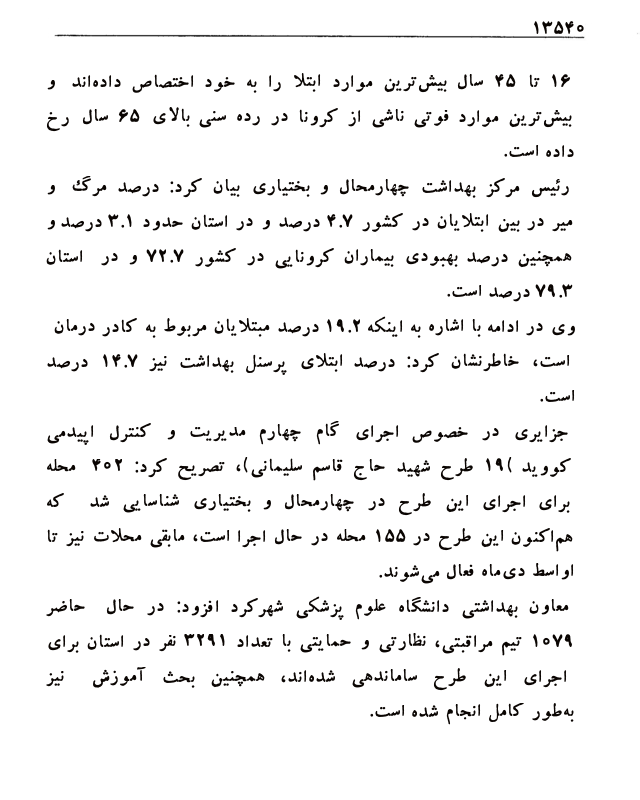 ۱۳۵۴۰
۱۶ تا ۴۵ سال بیش‌ترین موارد ابتلا را به خود اختصاص داده‌اند و
بیش‌ترین موارد فوتی ناشی از کرونا در رده سنی بالای ۶۵ سال رخ
داده است.
رئیس مرکز بهداشت چهارمحال و بختیاری بیان کرد: درصد مرگ و
میر در بین ابتلایان در کشور ۴.۷ درصد و در استان حدود ۳.۱ درصد و
همچنین درصد بهبودی بیماران کرونایی در کشور ۷۲.۷ و در استان
۷۹.۳ درصد است.
وی در ادامه با اشاره به اینکه ۱۹.۲ درصد مبتلایان مربوط به کادر درمان
است، خاطرنشان کرد: درصد ابتلای پرسنل بهداشت نیز ۱۴.۷ درصد
است.
جزایری در خصوص اجرای گام چهارم مدیریت و کنترل اپیدمی
کووید )۱۹ طرح شهید حاج قاسم سلیمانی)، تصریح کرد: ۴۰۲ محله
برای اجرای این طرح در چهارمحال و بختیاری شناسایی شد که
هم‌اکنون این طرح در ۱۵۵ محله در حال اجرا است، مابقی محلات نیز تا
اواسط دی‌ماه فعال می‌شوند.
معاون بهداشتی دانشگاه علوم پزشکی شهرکرد افزود: در حال حاضر
۱۰۷۹ تیم مراقبتی، نظارتی و حمایتی با تعداد ۳۲۹۱ نفر در استان برای
اجرای این طرح ساماندهی شده‌اند، همچنین بحث آموزش نیز
به‌طور کامل انجام شده است.